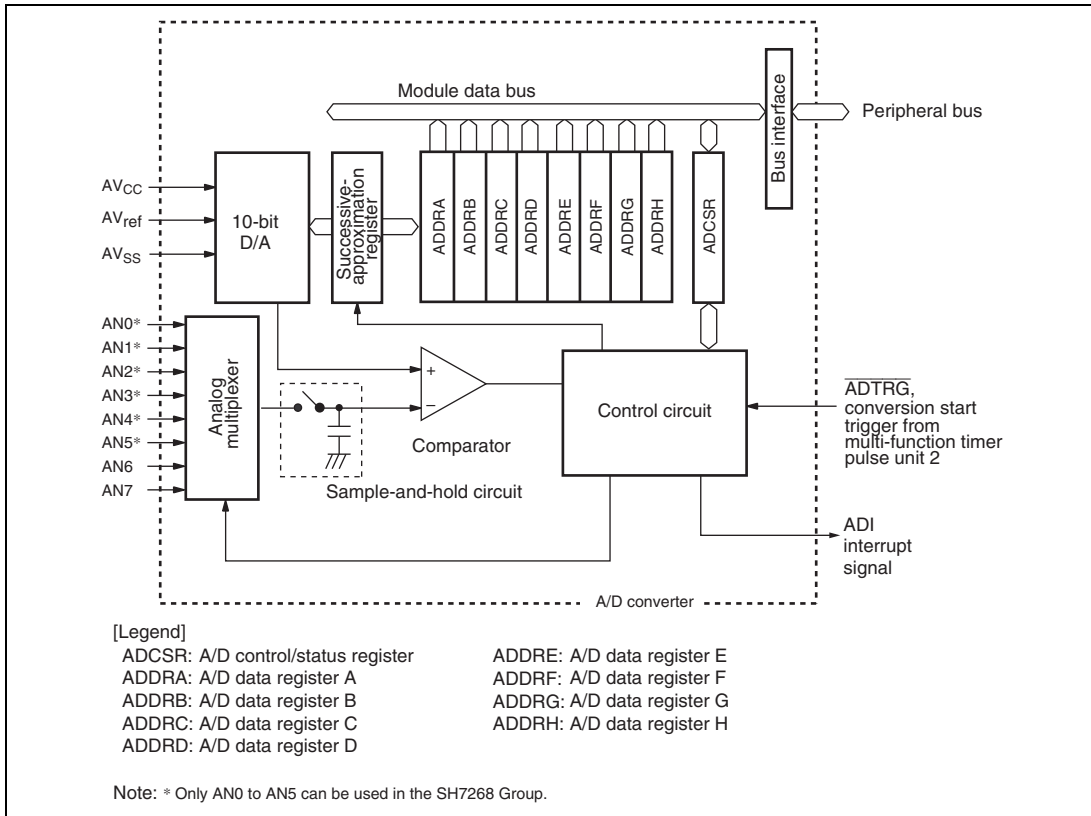 Module data bus
Bus interface
Peripheral bus
AVCC
AVref
AVSS
10-bit
D/A
Successive-
approximation
register
ADDRA
ADDRB
ADDRC
ADDRD
ADDRE
ADDRF
ADDRG
ADDRH
ADCSR
AN0*
AN1*
AN2*
AN3*
AN4*
AN5*
AN6
AN7
Analog
multiplexer
+
−
Comparator
Sample-and-hold circuit
Control circuit
ADTRG,
conversion start
trigger from
multi-function timer
pulse unit 2
ADI
interrupt
signal
A/D converter
[Legend]
ADCSR: A/D control/status register
ADDRA: A/D data register A
ADDRB: A/D data register B
ADDRC: A/D data register C
ADDRD: A/D data register D
ADDRE: A/D data register E
ADDRF: A/D data register F
ADDRG: A/D data register G
ADDRH: A/D data register H
Note: * Only AN0 to AN5 can be used in the SH7268 Group.